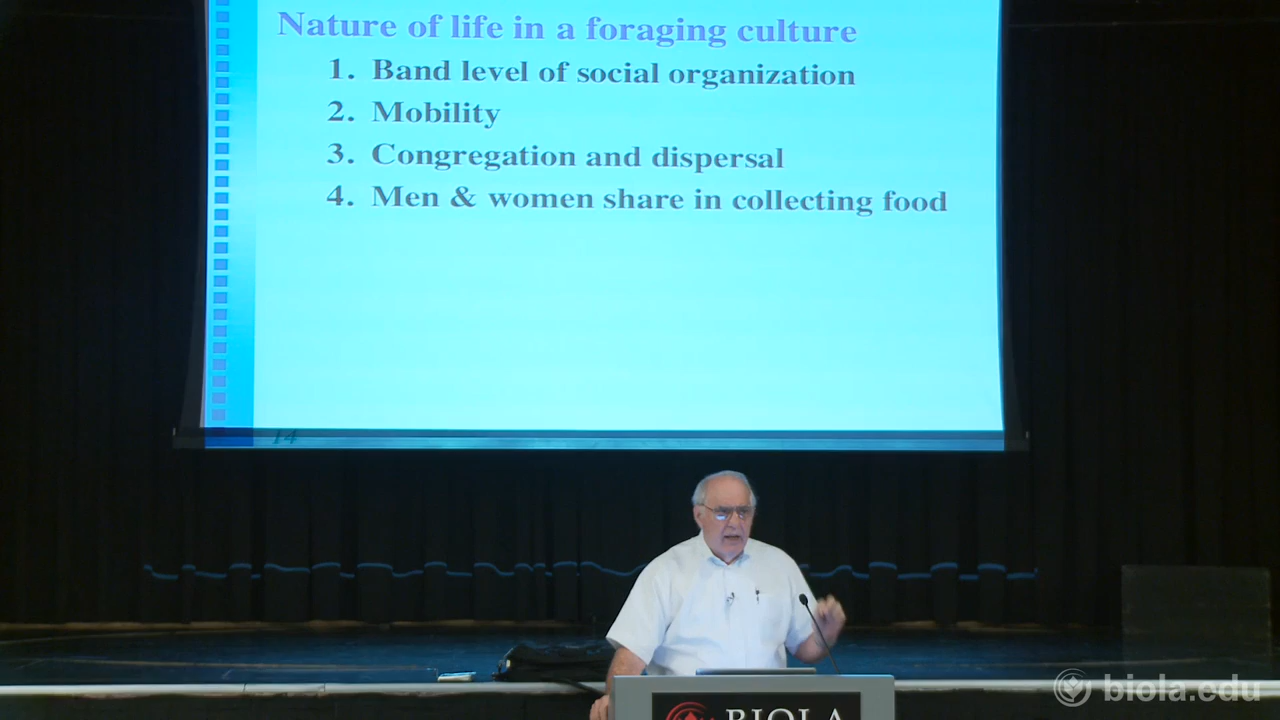 Nature of life in a foraging culture
1. Band level of social organization
2. Mobility
3. Congregation and dispersal
4. Men & women share in collecting food
14
BIOLA
biola.edu